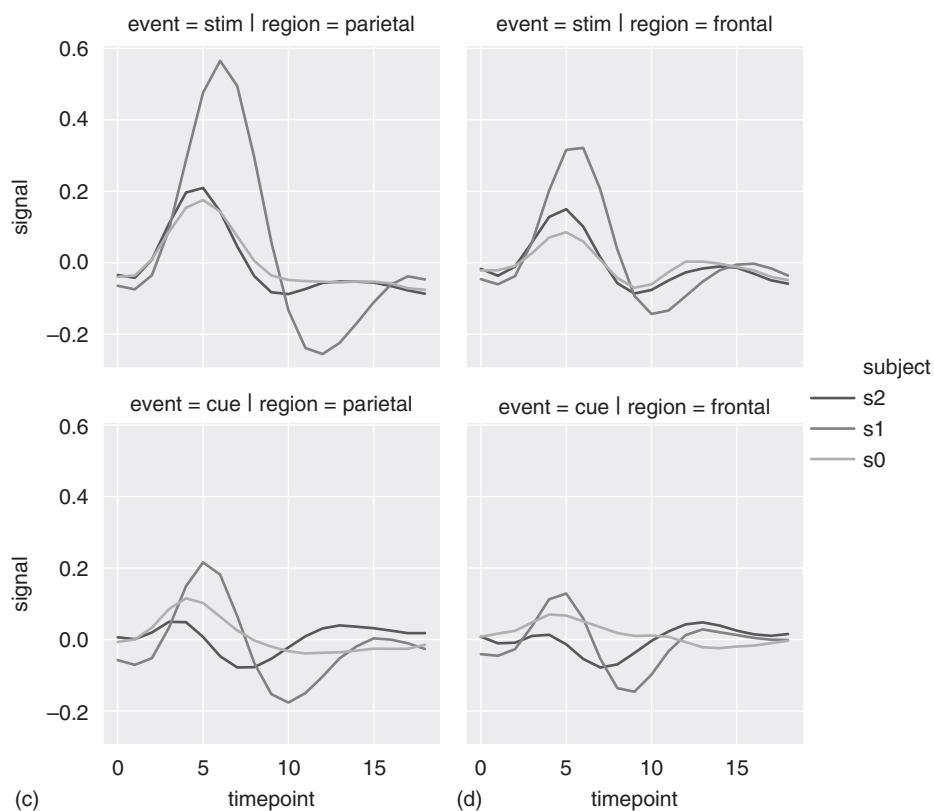 event = stim | region = parietal
event = stim | region = frontal
0.6
0.4
0.2
0.0
−0.2
signal
subject
s2
s1
s0
event = cue | region = parietal
event = cue | region = frontal
0.6
0.4
0.2
0.0
−0.2
signal
0 5 10 15
0 5 10 15
(c) timepoint
(d) timepoint